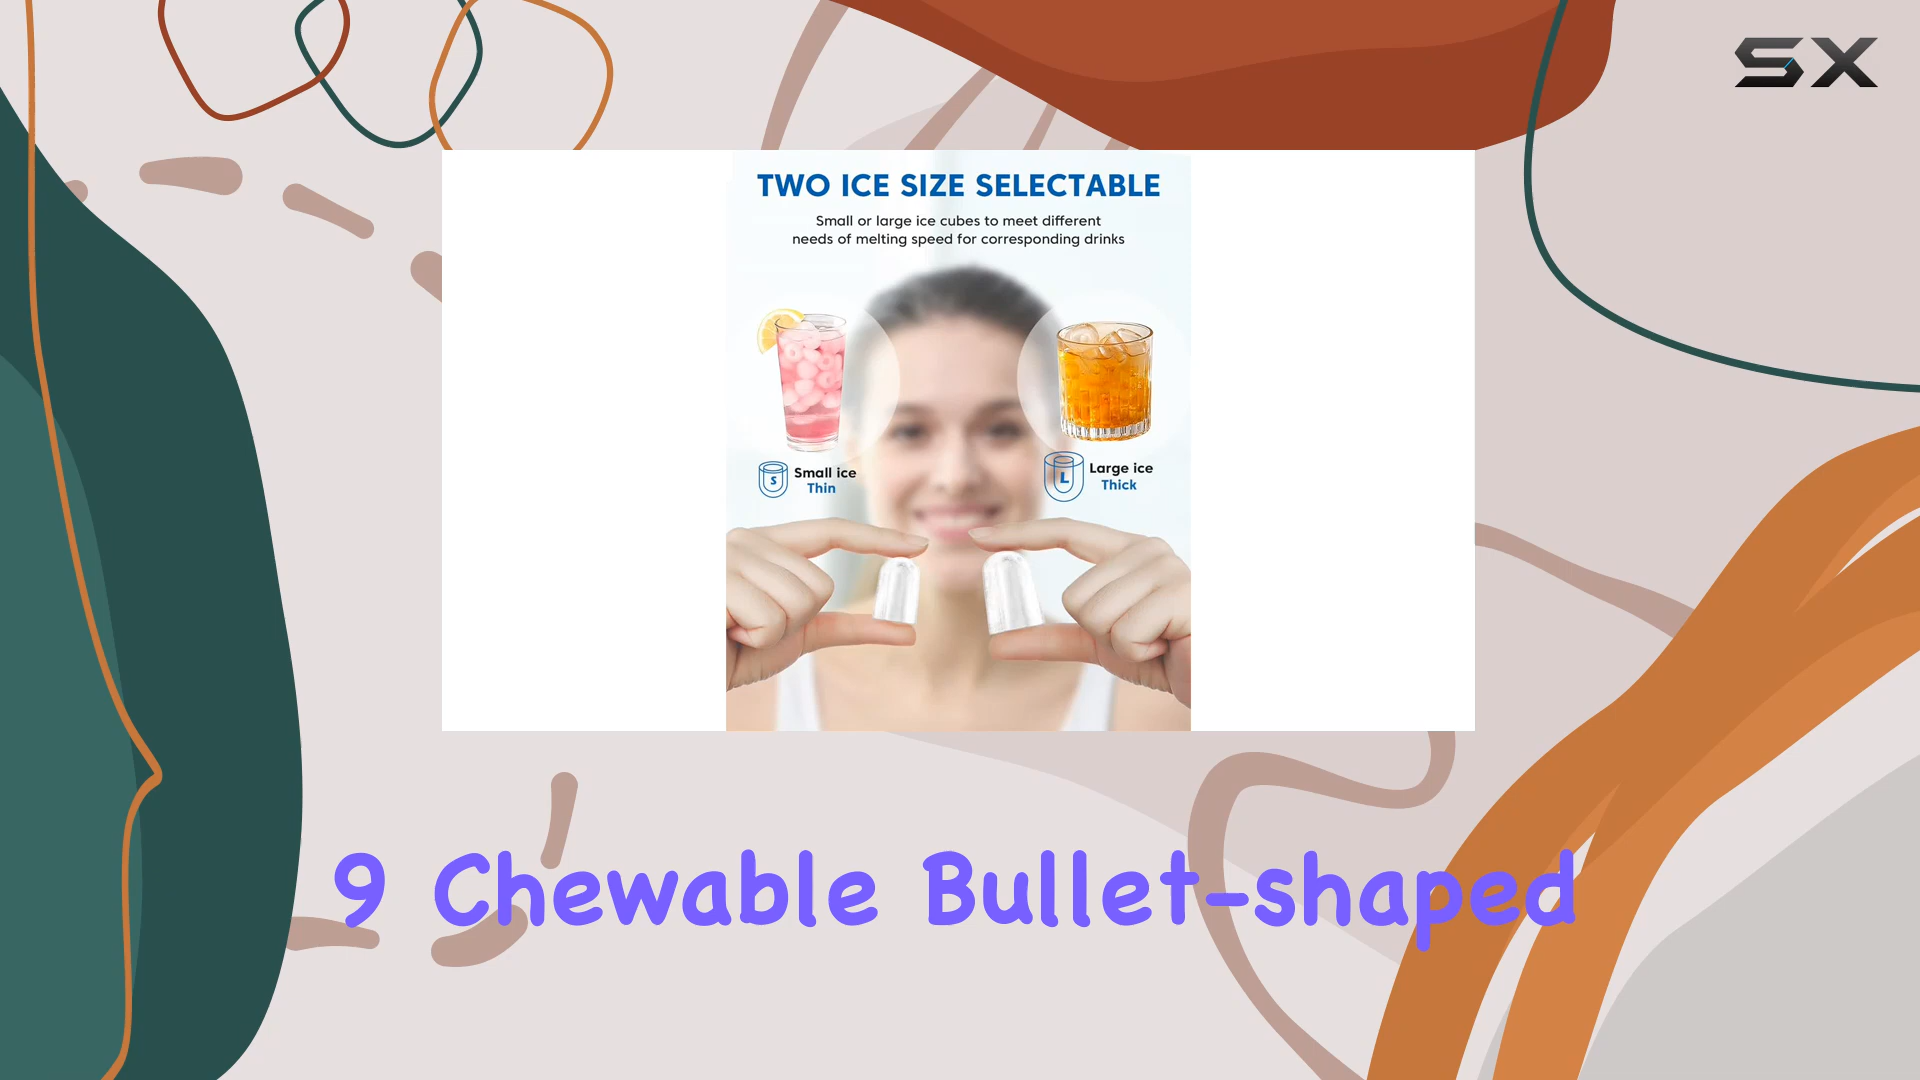 SX
TWO ICE SIZE SELECTABLE
Small or large ice cubes to meet different
needs of melting speed for corresponding drinks
S
Small ice
Thin
L
Large ice
Thick
9 Chewable Bullet-shaped